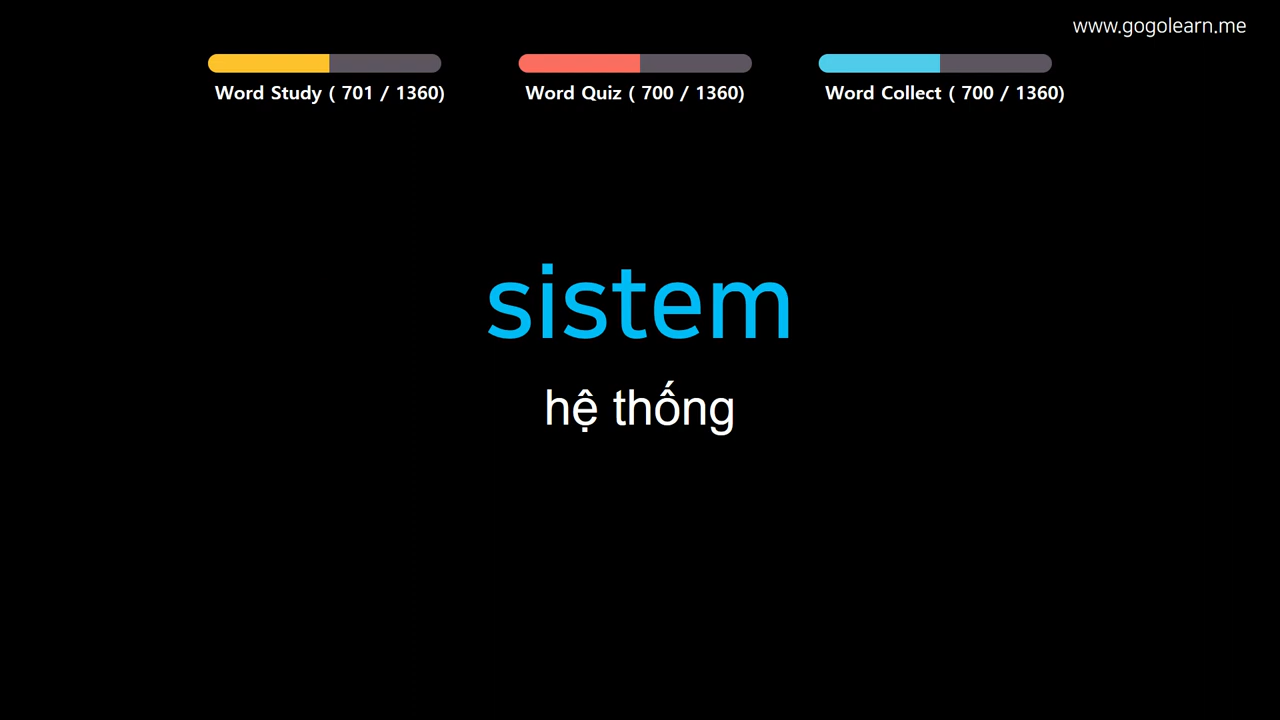 www.gogolearn.me
Word Study ( 701 / 1360)
Word Quiz ( 700 / 1360)
Word Collect ( 700 / 1360)
sistem
hệ thống